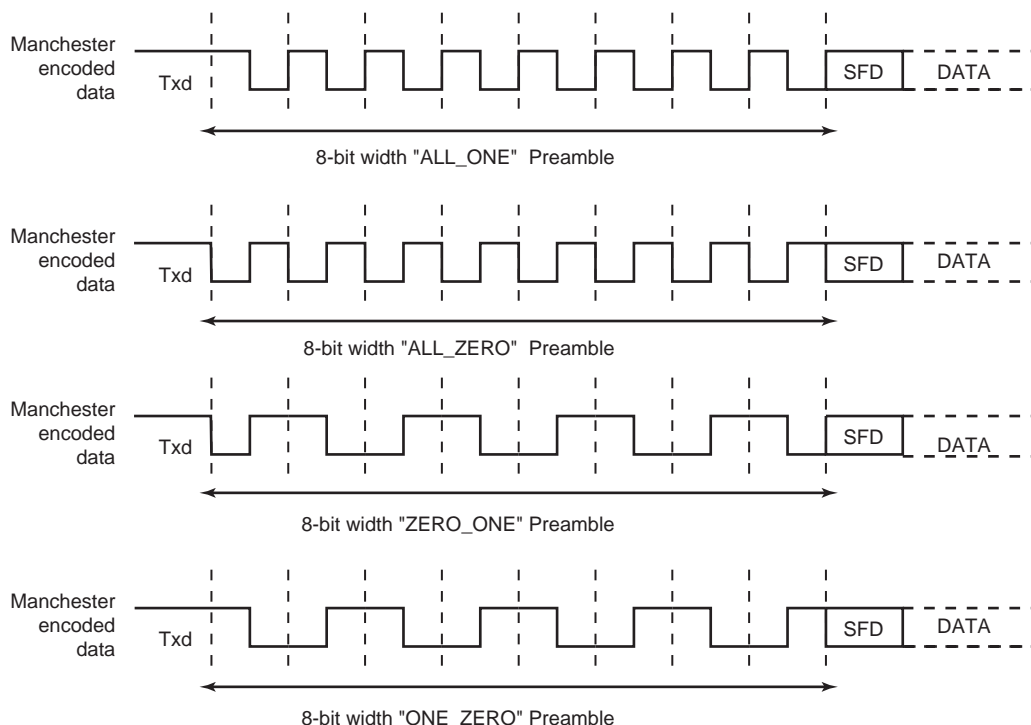 Manchester
encoded
data
Txd
SFD
DATA
8-bit width "ALL_ONE" Preamble
Manchester
encoded
data
Txd
SFD
DATA
8-bit width "ALL_ZERO" Preamble
Manchester
encoded
data
Txd
SFD
DATA
8-bit width "ZERO_ONE" Preamble
Manchester
encoded
data
Txd
SFD
DATA
8-bit width "ONE_ZERO" Preamble